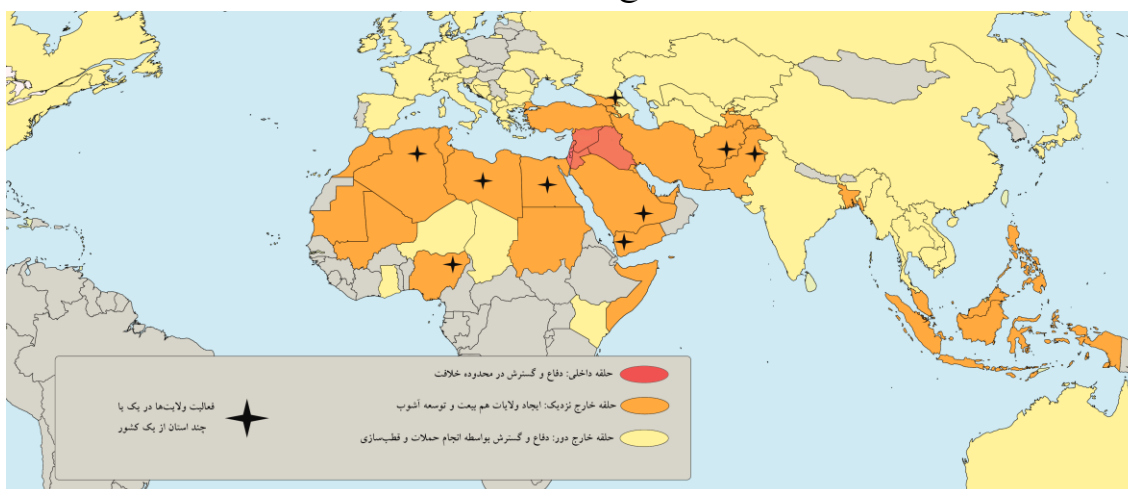 حلقه داخلی: دفاع و گسترش در محدوده خلافت
حلقه خارج نزدیک: ایجاد ولایات هم بیعت و توسعه آشوب
حلقه خارج دور: دفاع و گسترش بواسطه انجام حملات و قطب‌سازی
فعالیت ولایت‌ها در یک یا
چند استان از یک کشور